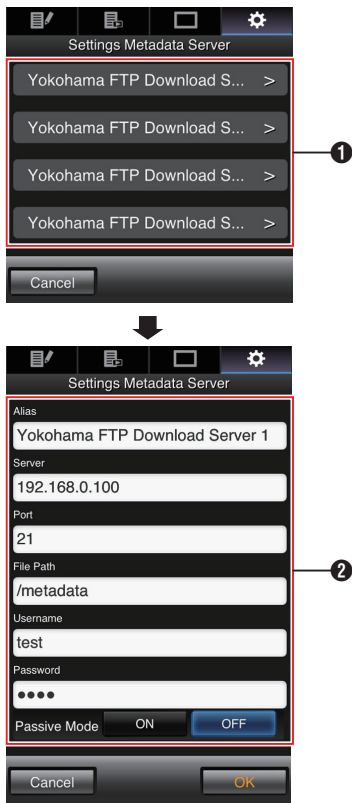 Settings Metadata Server
Yokohama FTP Download S... >
Yokohama FTP Download S... >
Yokohama FTP Download S... >
Yokohama FTP Download S... >
❶
Cancel
Settings Metadata Server
Alias
Yokohama FTP Download Server 1
Server
192.168.0.100
Port
21
File Path
/metadata
❷
Username
test
Password
●●●●
Passive Mode ON OFF
Cancel OK